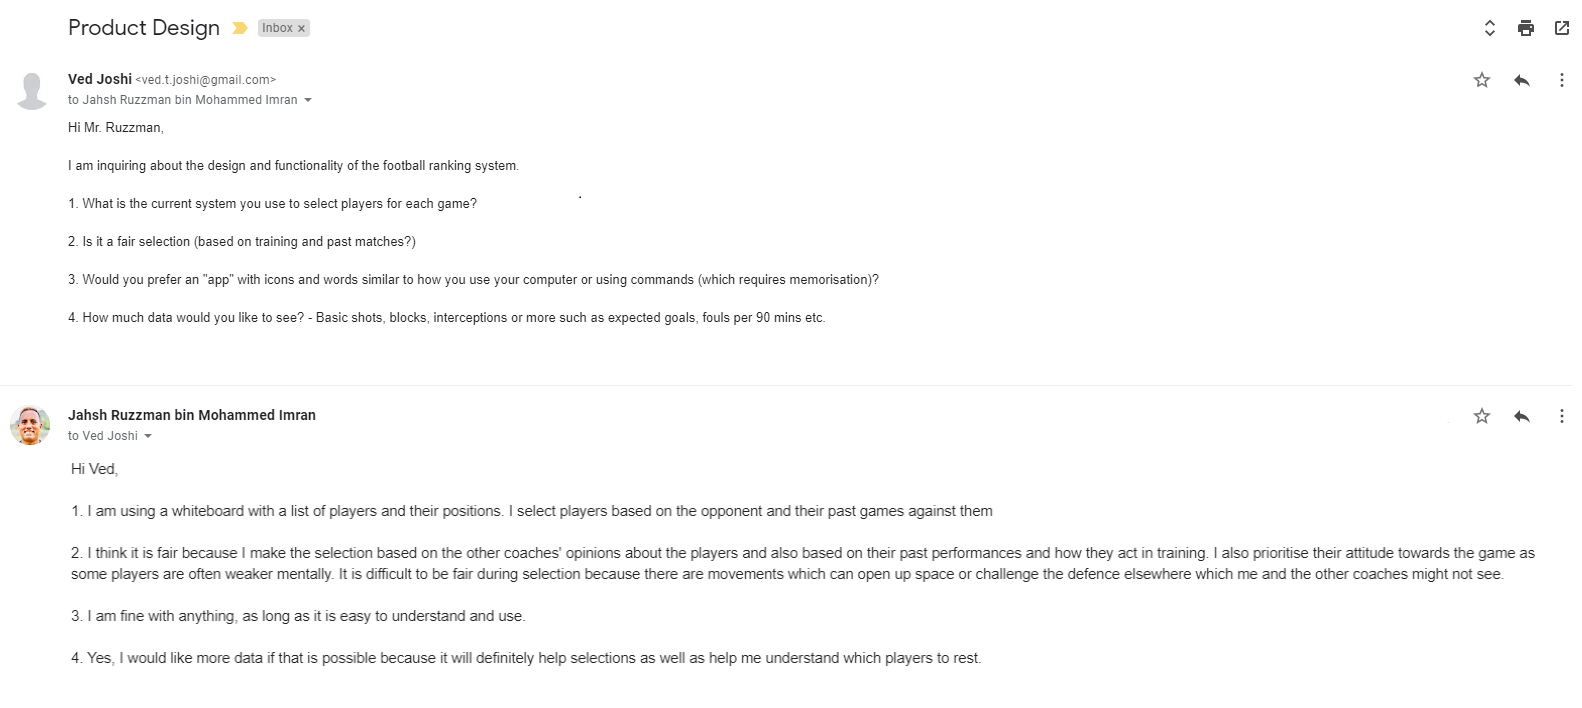 Product Design Inbox ×
Ved Joshi <ved.t.joshi@gmail.com>
to Jahsh Ruzzman bin Mohammed Imran
Hi Mr. Ruzzman,
I am inquiring about the design and functionality of the football ranking system.
1. What is the current system you use to select players for each game?
2. Is it a fair selection (based on training and past matches?)
3. Would you prefer an "app" with icons and words similar to how you use your computer or using commands (which requires memorisation)?
4. How much data would you like to see? - Basic shots, blocks, interceptions or more such as expected goals, fouls per 90 mins etc.
Jahsh Ruzzman bin Mohammed Imran
to Ved Joshi
Hi Ved,
1. I am using a whiteboard with a list of players and their positions. I select players based on the opponent and their past games against them
2. I think it is fair because I make the selection based on the other coaches' opinions about the players and also based on their past performances and how they act in training. I also prioritise their attitude towards the game as
some players are often weaker mentally. It is difficult to be fair during selection because there are movements which can open up space or challenge the defence elsewhere which me and the other coaches might not see.
3. I am fine with anything, as long as it is easy to understand and use.
4. Yes, I would like more data if that is possible because it will definitely help selections as well as help me understand which players to rest.